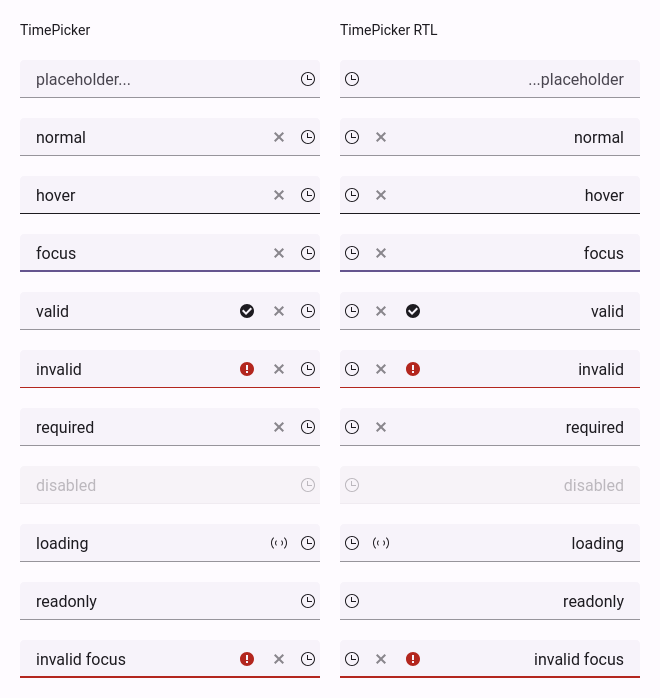 TimePicker
TimePicker RTL
placeholder...
...placeholder
normal
normal
hover
hover
focus
focus
valid
valid
invalid
invalid
required
required
disabled
disabled
loading
loading
readonly
readonly
invalid focus
invalid focus